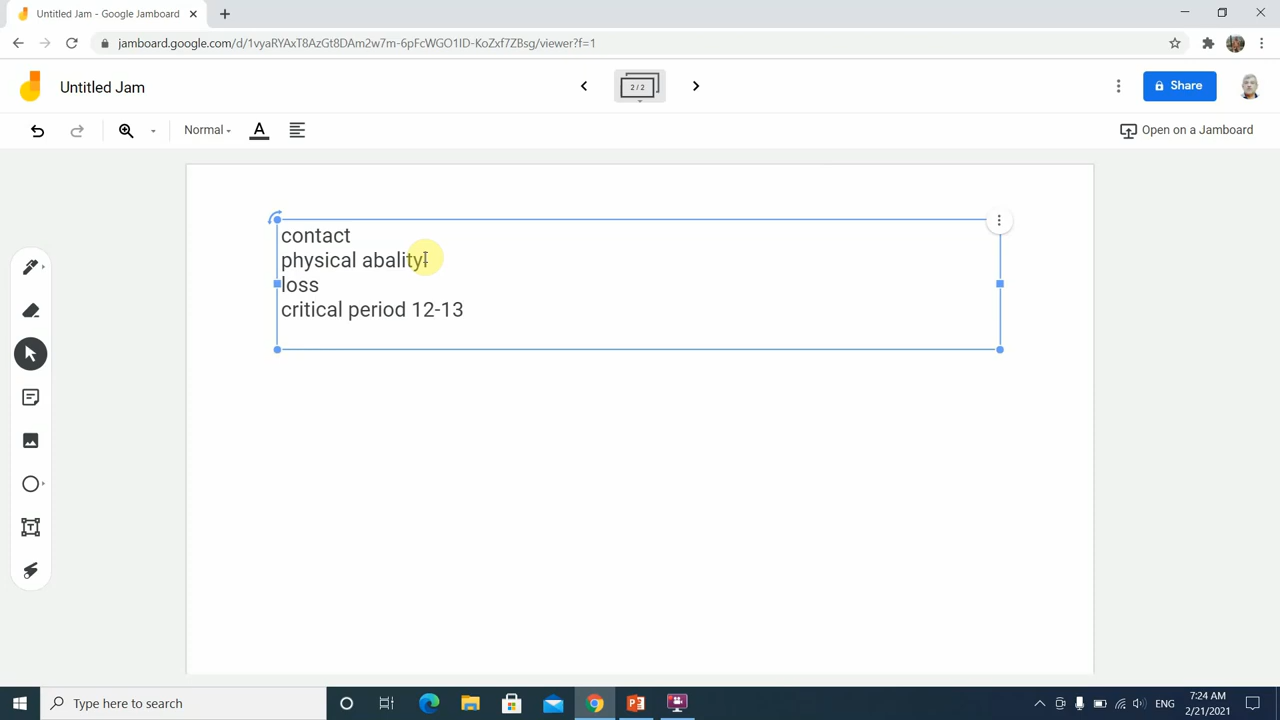 Untitled Jam - Google Jamboard
jamboard.google.com/d/1vyaRYAxT8AzGt8DAm2w7m-6pFcWGO1ID-KoZxf7ZBsg/viewer?f=1
Untitled Jam
2 / 2
Share
Normal
A
Open on a Jamboard
contact
physical abality
loss
critical period 12-13
T
Type here to search
ENG
7:24 AM
2/21/2021